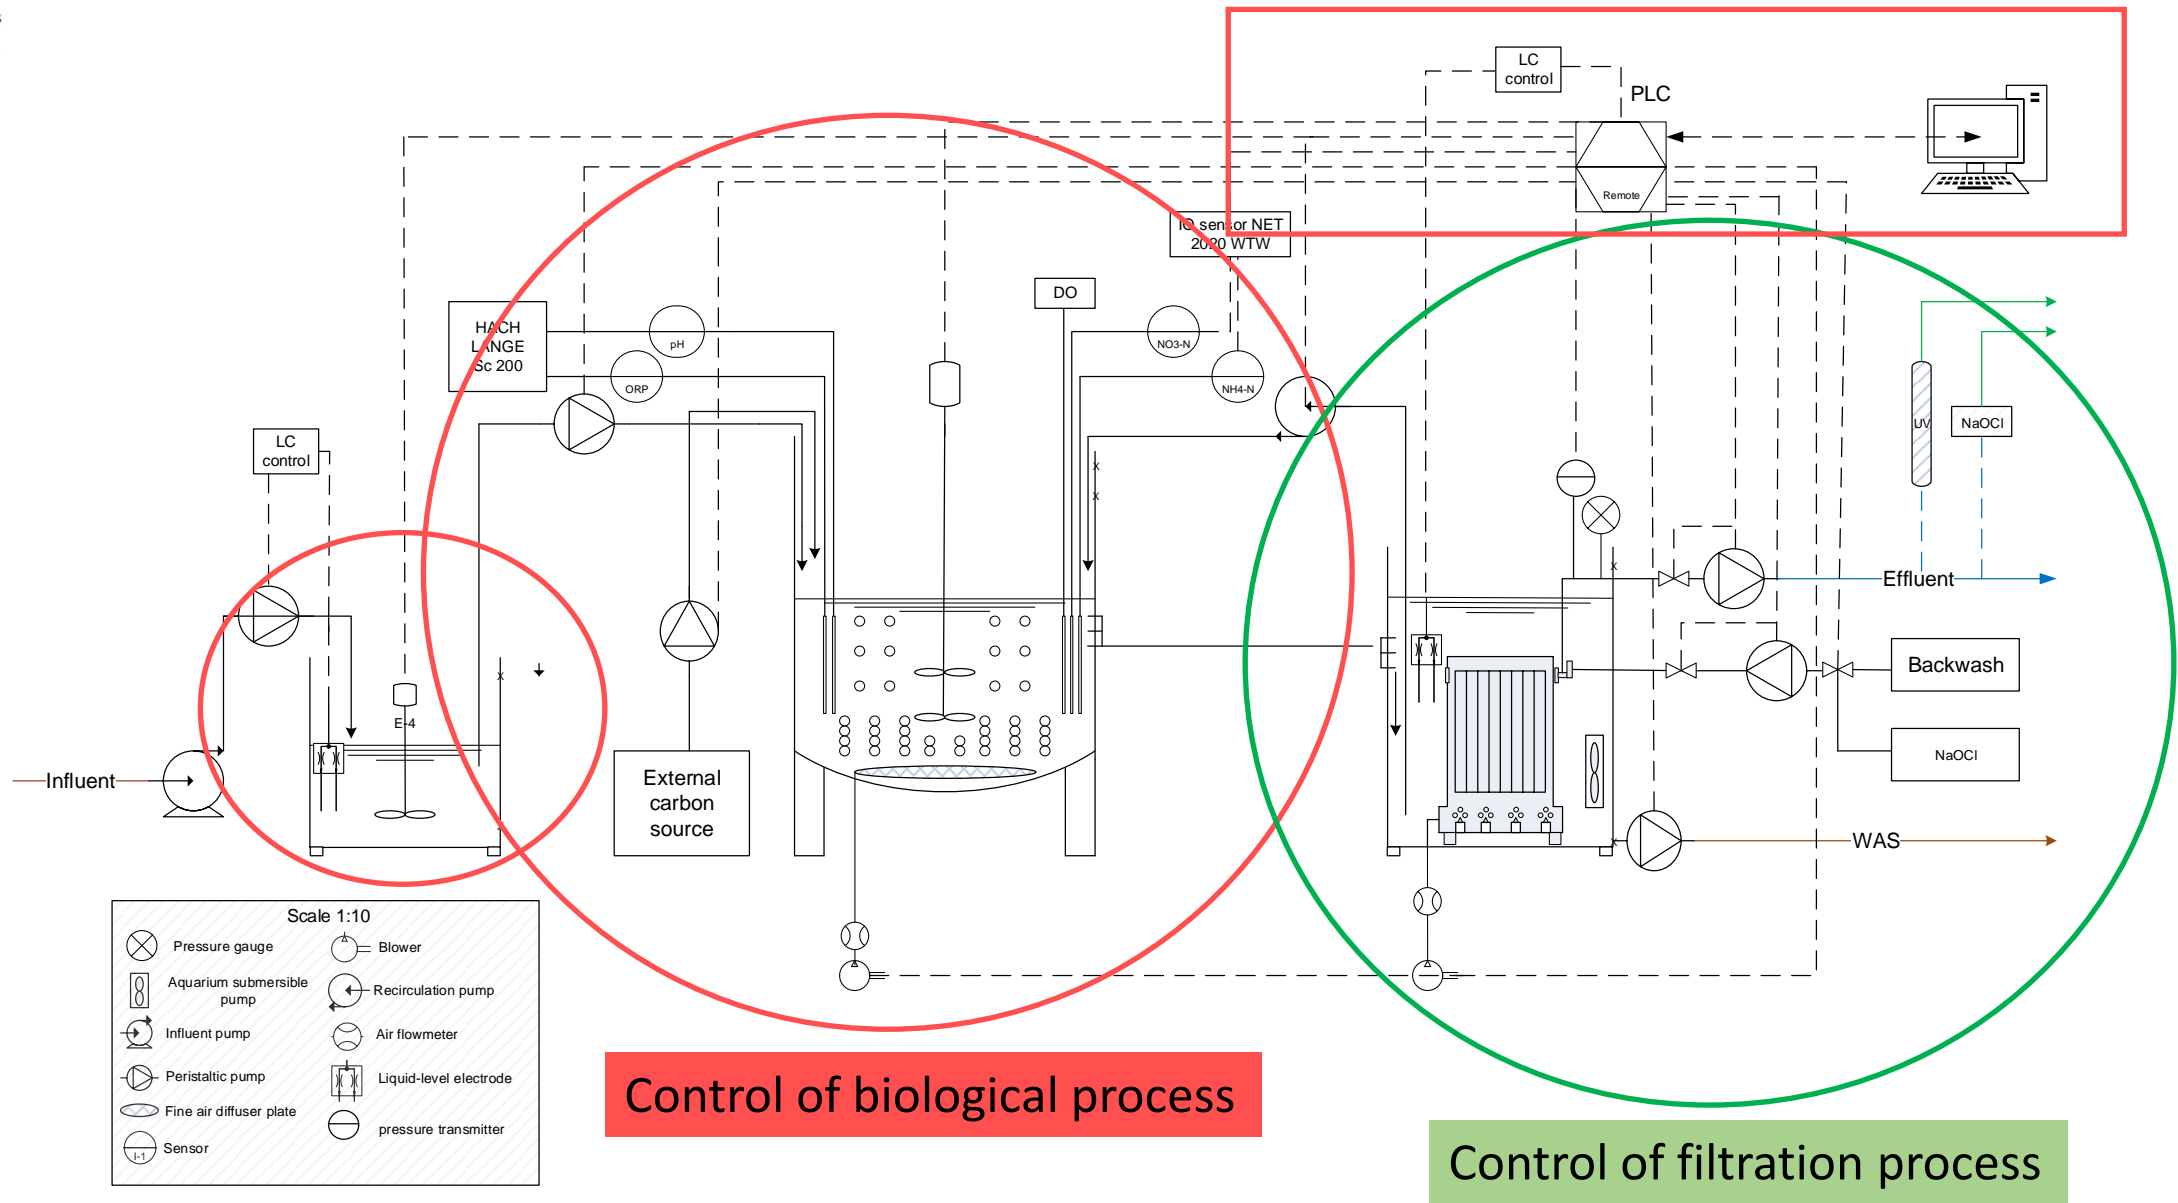 s
LC
control
PLC
Remote
IQ sensor NET
2020 WTW
DO
HACH
LANGE
Sc 200
pH
ORP
NO3-N
NH4-N
UV
NaOCl
LC
control
x
x
x
Effluent
Backwash
NaOCl
x
E-4
Influent
External
carbon
source
x
x
WAS
Scale 1:10
Pressure gauge
Blower
Aquarium submersible
pump
Recirculation pump
Influent pump
Air flowmeter
Peristaltic pump
Liquid-level electrode
Fine air diffuser plate
pressure transmitter
I-1
Sensor
Control of biological process
Control of filtration process